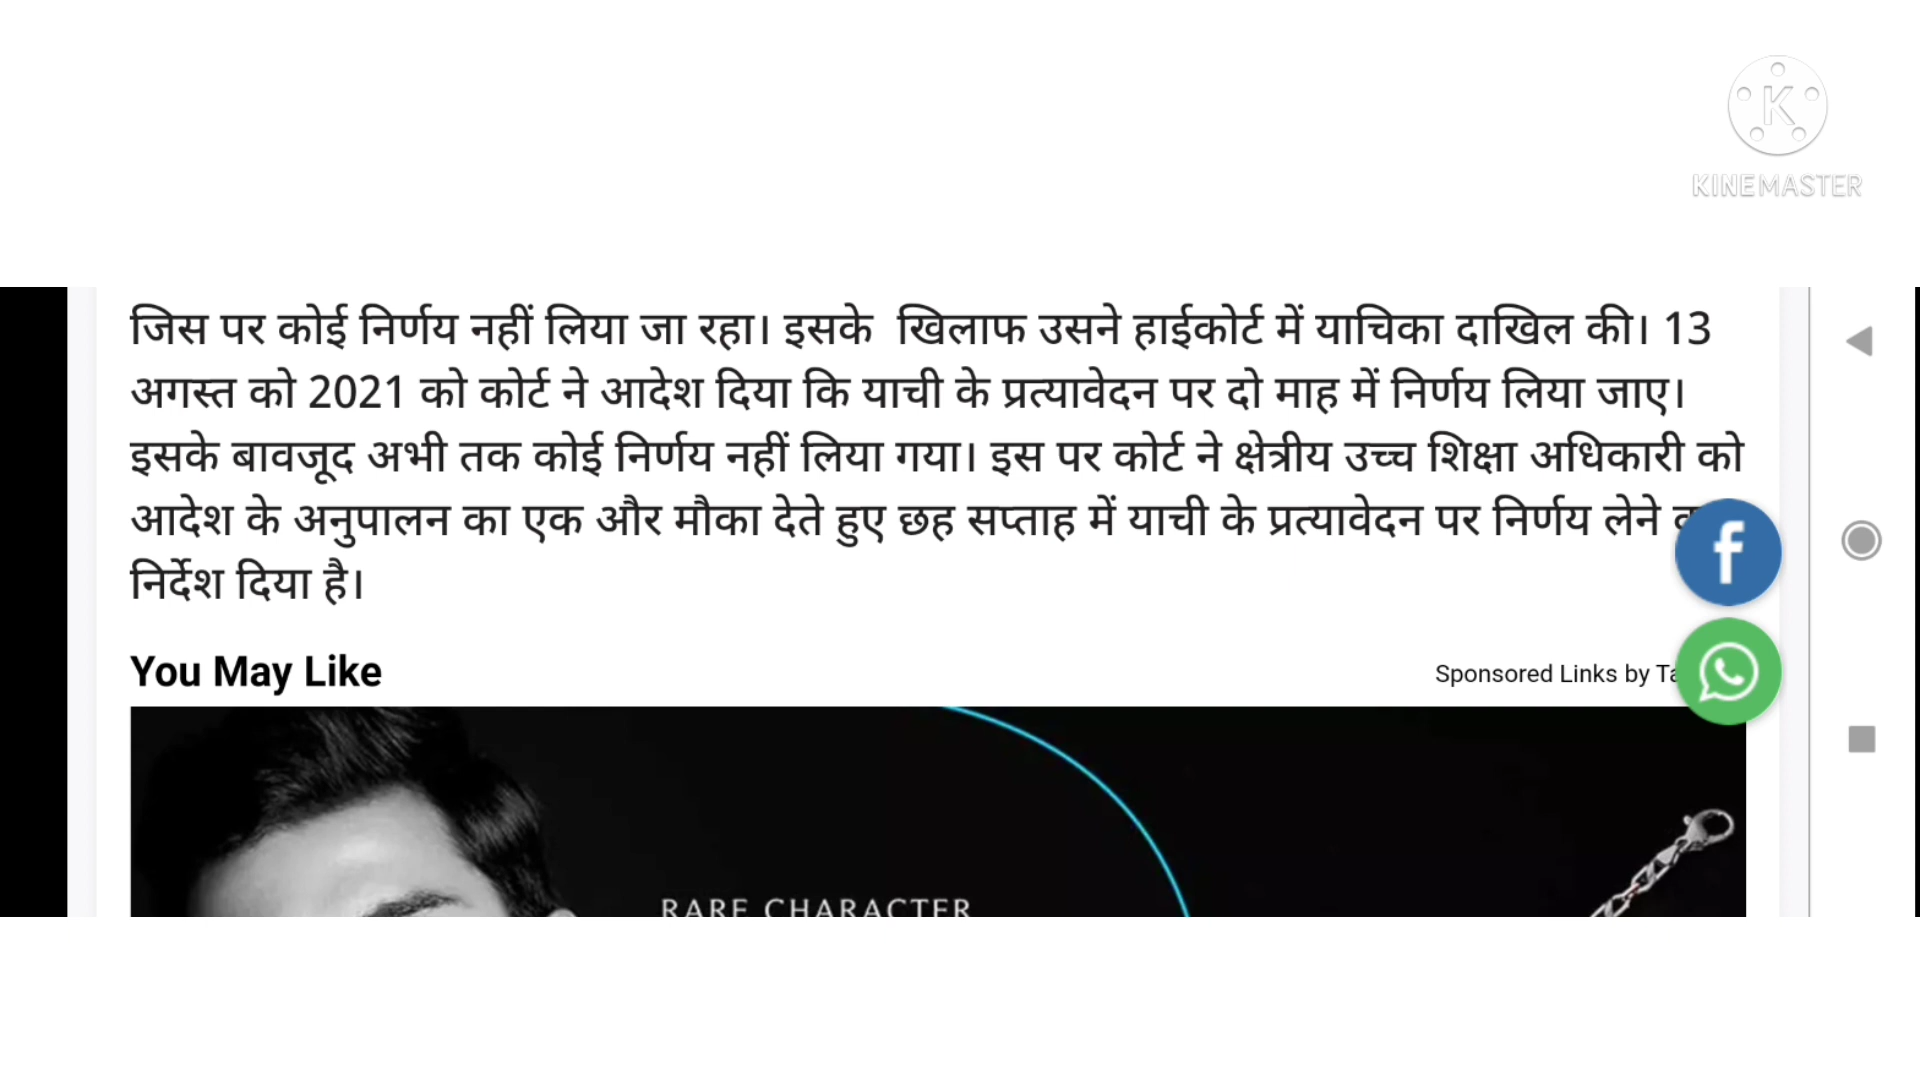 KINEMASTER
जिस पर कोई निर्णय नहीं लिया जा रहा। इसके खिलाफ उसने हाईकोर्ट में याचिका दाखिल की। 13
अगस्त को 2021 को कोर्ट ने आदेश दिया कि याची के प्रत्यावेदन पर दो माह में निर्णय लिया जाए।
इसके बावजूद अभी तक कोई निर्णय नहीं लिया गया। इस पर कोर्ट ने क्षेत्रीय उच्च शिक्षा अधिकारी को
आदेश के अनुपालन का एक और मौका देते हुए छह सप्ताह में याची के प्रत्यावेदन पर निर्णय लेने
निर्देश दिया है।
You May Like
Sponsored Links by
RARE CHARACTER